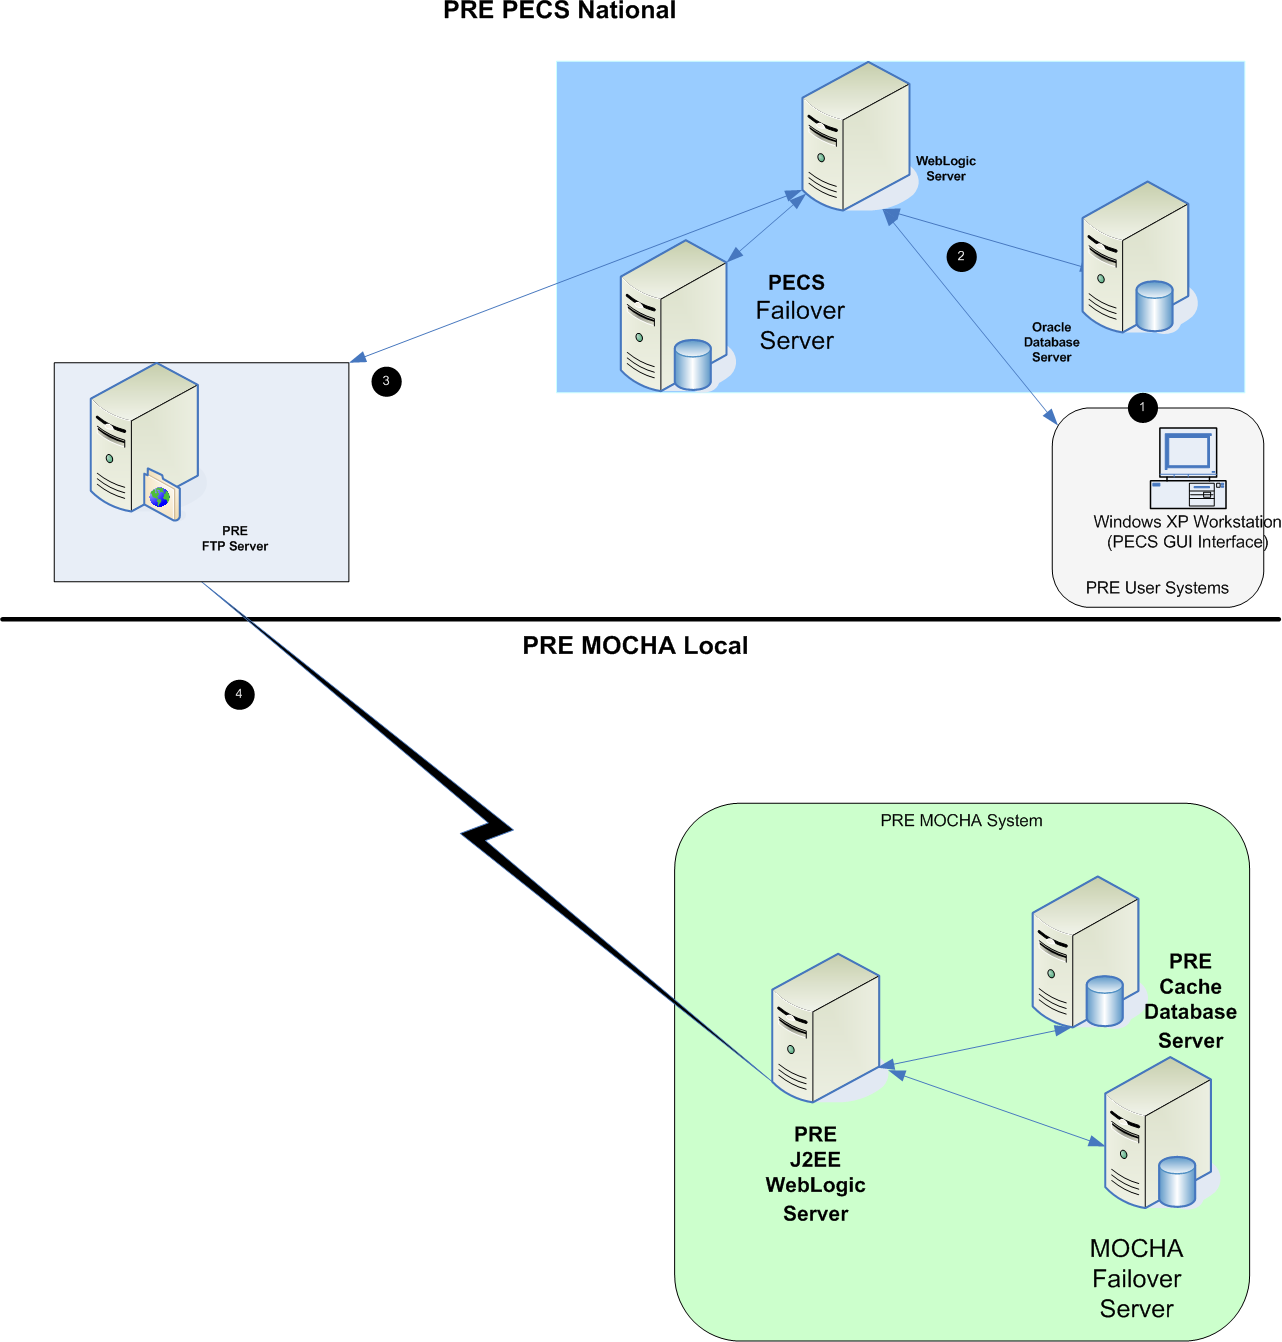 PRE PECS National
WebLogic
Server
2
PECS
Failover
Server
Oracle
Database
Server
3
1
PRE
FTP Server
Windows XP Workstation
(PECS GUI Interface)
PRE User Systems
PRE MOCHA Local
4
PRE MOCHA System
PRE
Cache
Database
Server
PRE
J2EE
WebLogic
Server
MOCHA
Failover
Server